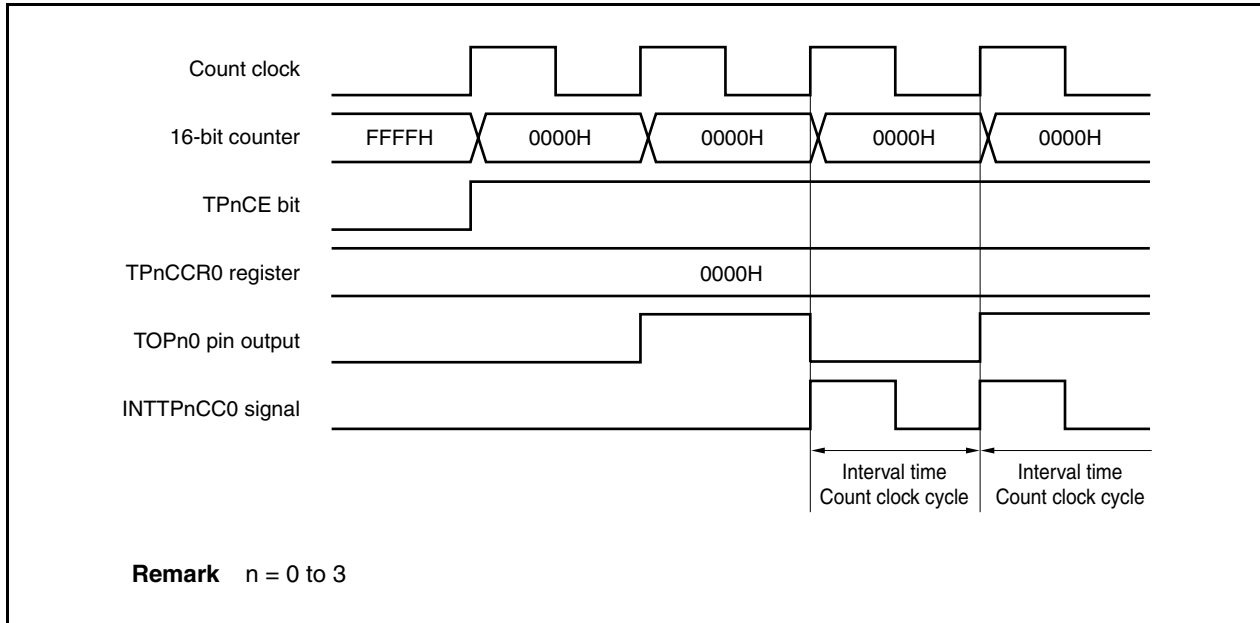 Count clock
16-bit counter
FFFFH 0000H 0000H 0000H 0000H
TPnCE bit
TPnCCR0 register
0000H
TOPn0 pin output
INTTPnCC0 signal
Interval time
Count clock cycle
Interval time
Count clock cycle
Remark n = 0 to 3